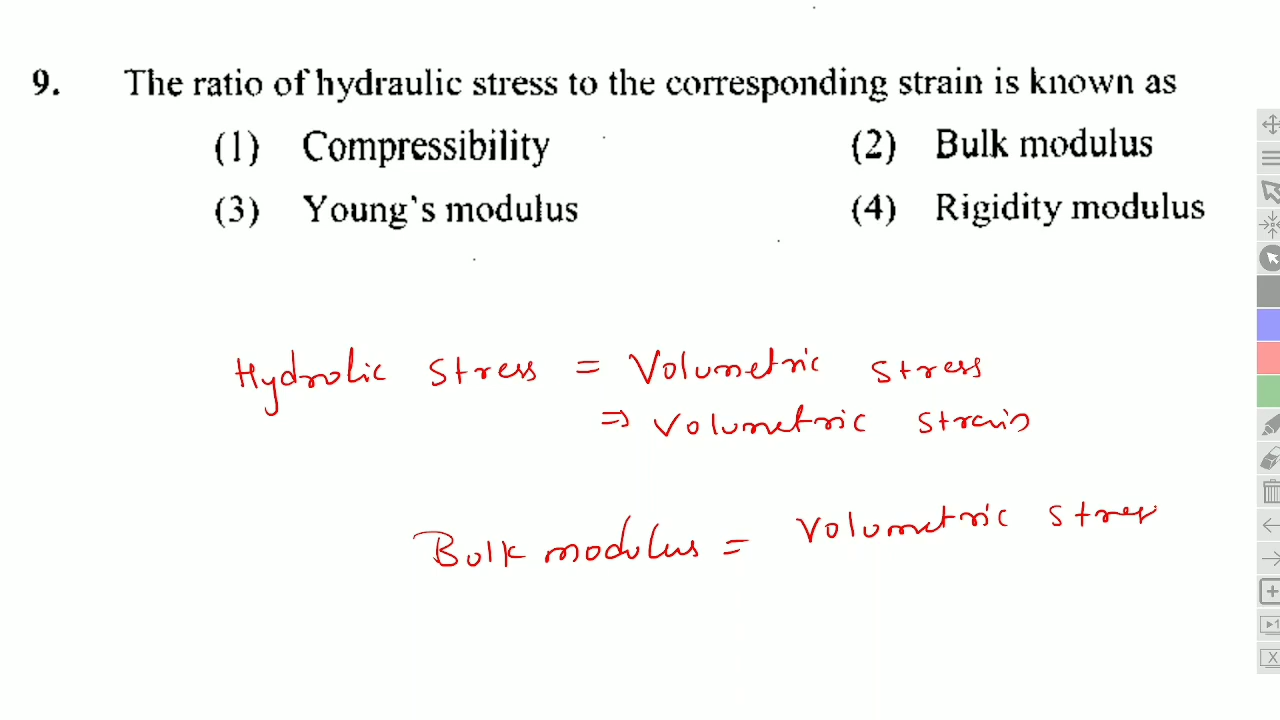 9. The ratio of hydraulic stress to the corresponding strain is known as
(1) Compressibility (2) Bulk modulus
(3) Young's modulus (4) Rigidity modulus
Hydrolic stress = Volumetric stress
⇒ Volumetric strain
Bulk modulus = Volumetric stress